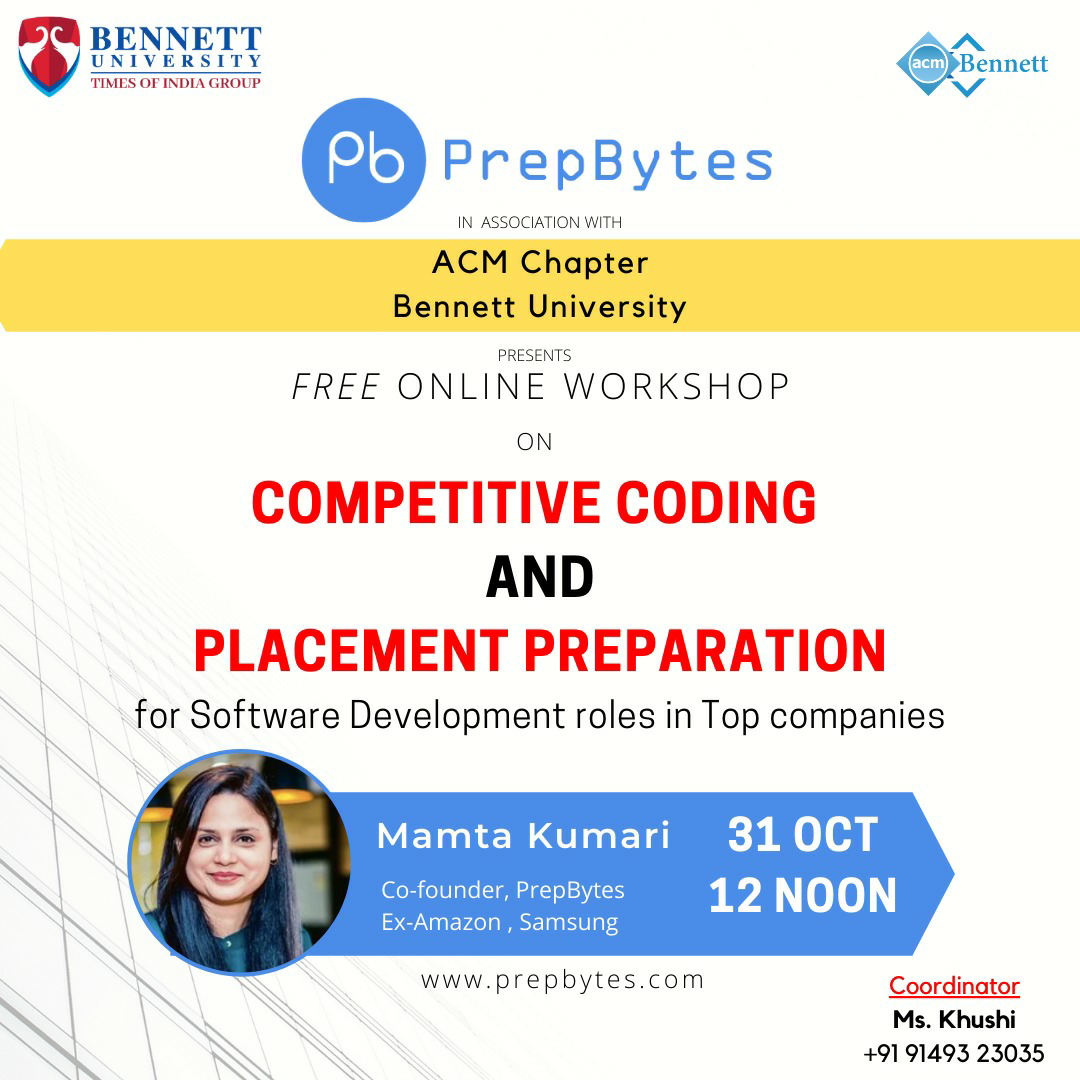 BENNETT
UNIVERSITY
TIMES OF INDIA GROUP
acm Bennett
Pb PrepBytes
IN ASSOCIATION WITH
ACM Chapter
Bennett University
PRESENTS
FREE ONLINE WORKSHOP
ON
COMPETITIVE CODING
AND
PLACEMENT PREPARATION
for Software Development roles in Top companies
Mamta Kumari
Co-founder, PrepBytes
Ex-Amazon , Samsung
31 OCT
12 NOON
www.prepbytes.com
Coordinator
Ms. Khushi
+91 91493 23035